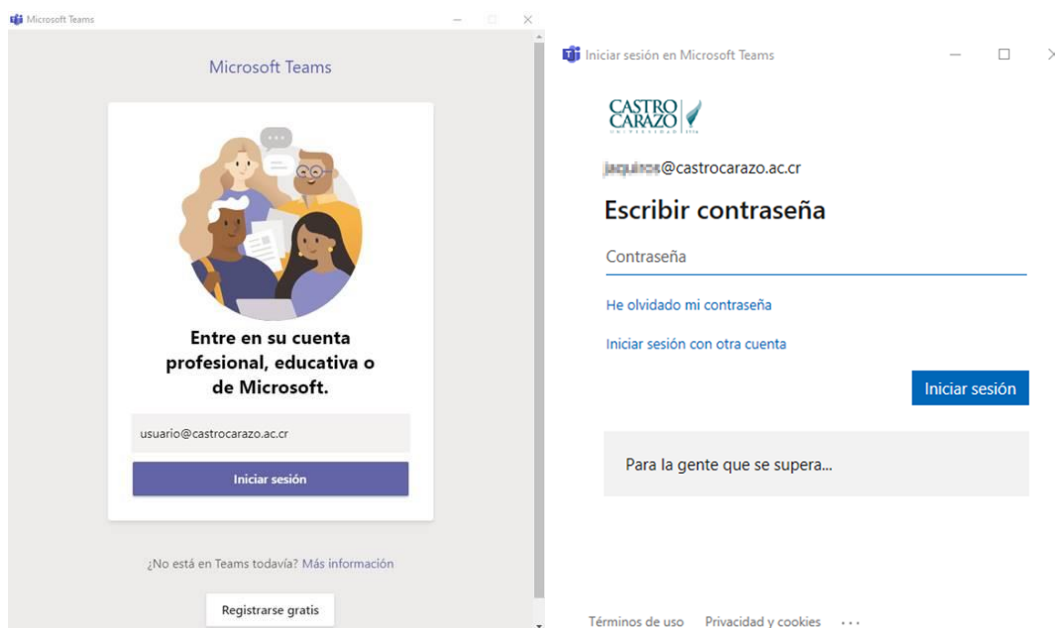 Microsoft Teams
Microsoft Teams
Entre en su cuenta
profesional, educativa o
de Microsoft.
usuario@castrocarazo.ac.cr
Iniciar sesión
¿No está en Teams todavía? Más información
Registrarse gratis
Iniciar sesión en Microsoft Teams
CASTRO
CARAZO
UNIVERSIDAD
@castrocarazo.ac.cr
Escribir contraseña
Contraseña
He olvidado mi contraseña
Iniciar sesión con otra cuenta
Iniciar sesión
Para la gente que se supera...
Términos de uso Privacidad y cookies ...